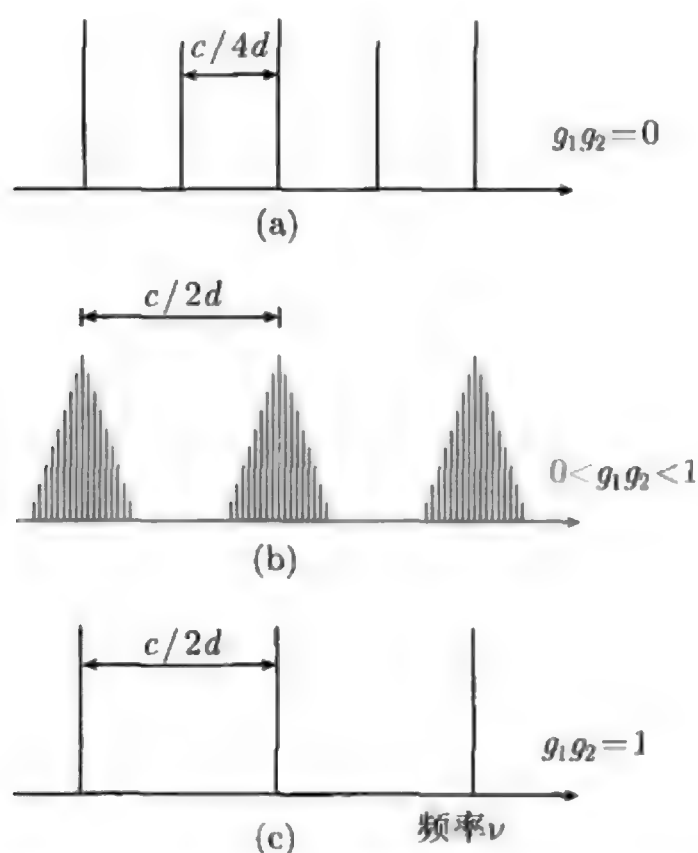 c/4d
g₁g₂=0
(a)
c/2d
0<g₁g₂<1
(b)
c/2d
g₁g₂=1
频率ν
(c)